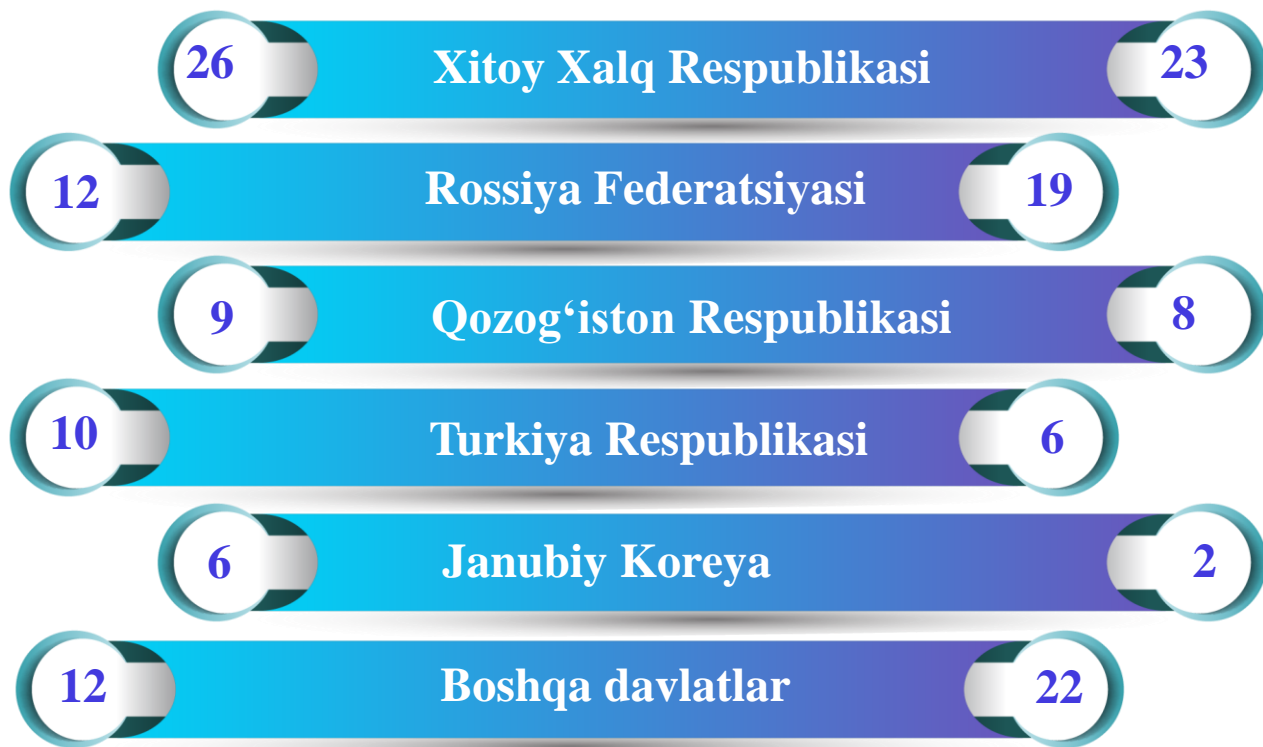 26 Xitoy Xalq Respublikasi 23
12 Rossiya Federatsiyasi 19
9 Qozog‘iston Respublikasi 8
10 Turkiya Respublikasi 6
6 Janubiy Koreya 2
12 Boshqa davlatlar 22